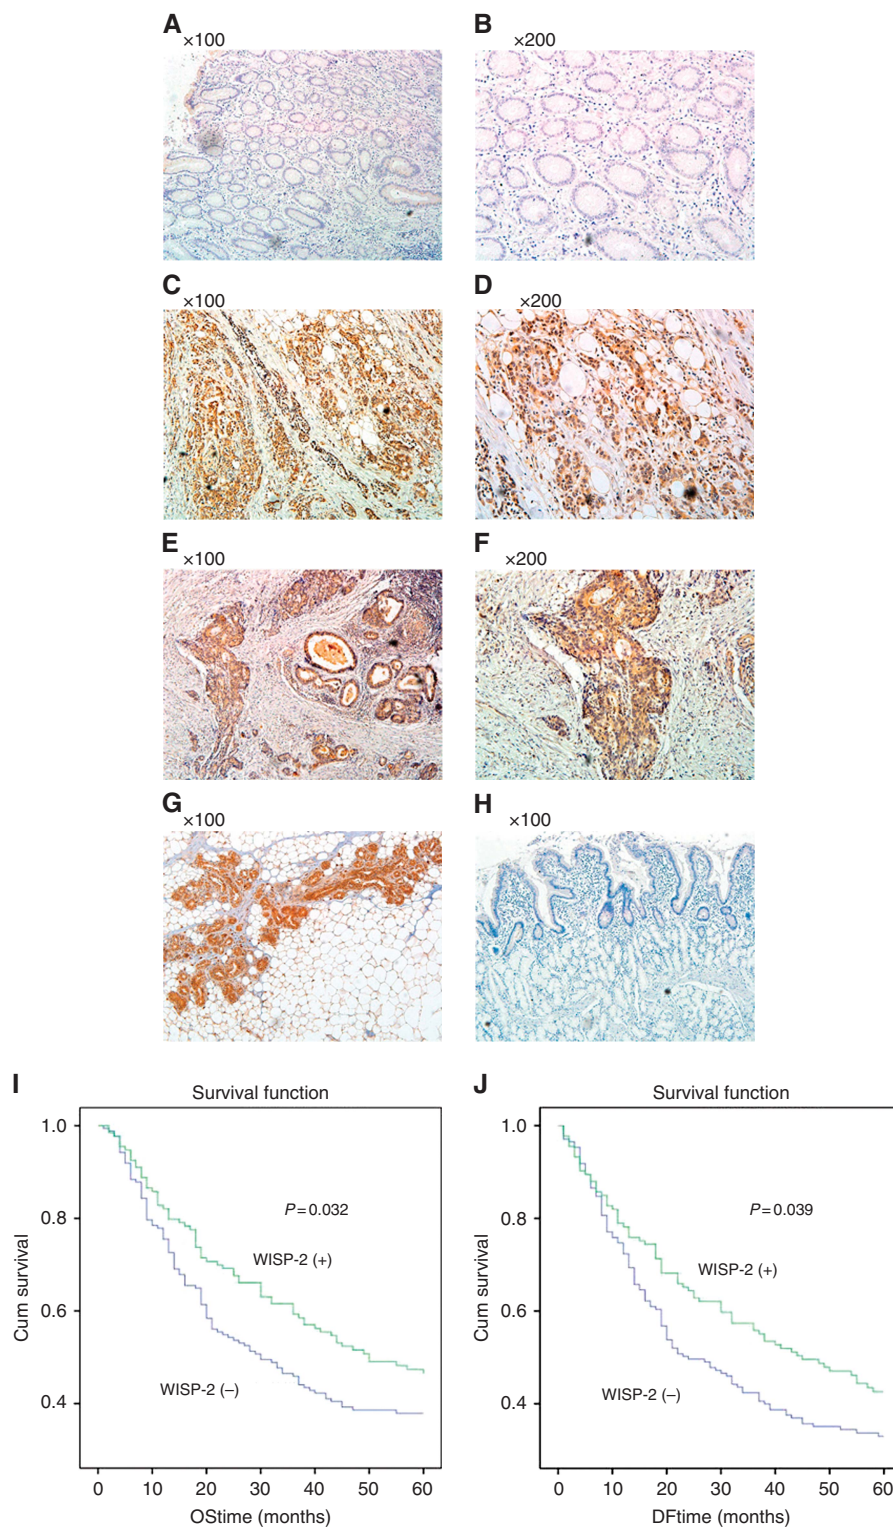 A
×100
B
×200
C
×100
D
×200
E
×100
F
×200
G
×100
H
×100
I
Survival function
1.0
0.8
0.6
0.4
Cum survival
P=0.032
WISP-2 (+)
WISP-2 (–)
0 10 20 30 40 50 60
OStime (months)
J
Survival function
1.0
0.8
0.6
0.4
Cum survival
P=0.039
WISP-2 (+)
WISP-2 (–)
0 10 20 30 40 50 60
DFtime (months)